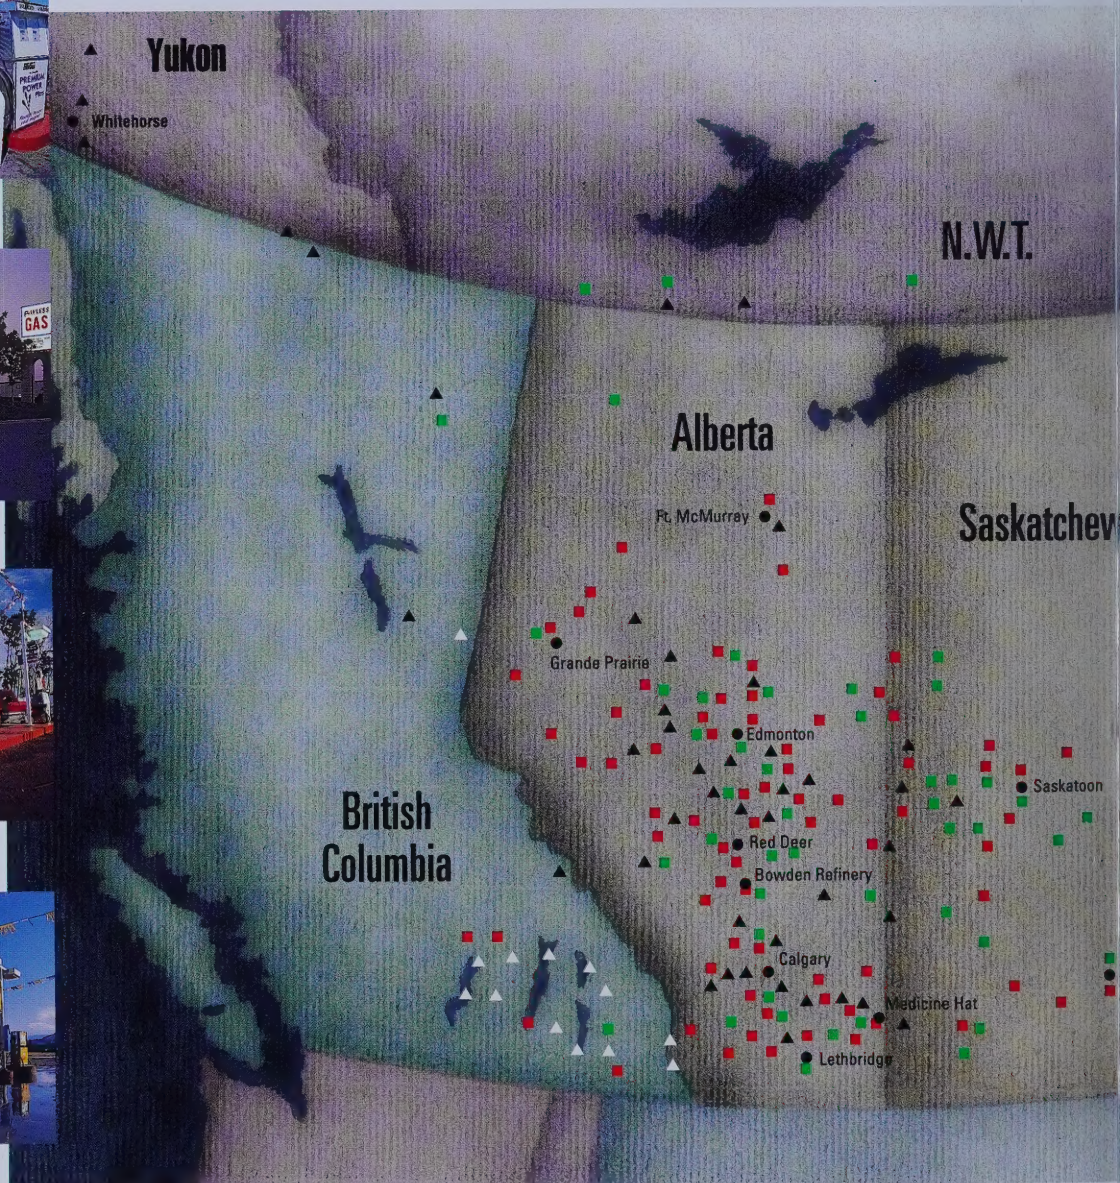 Yukon
PREMIUM
POWER
Whitehorse
N.W.T.
GAS
Alberta
Ft. McMurray
Saskatchew
Grande Prairie
Edmonton
Saskatoon
British
Columbia
Red Deer
Bowden Refinery
Calgary
Medicine Hat
Lethbridge